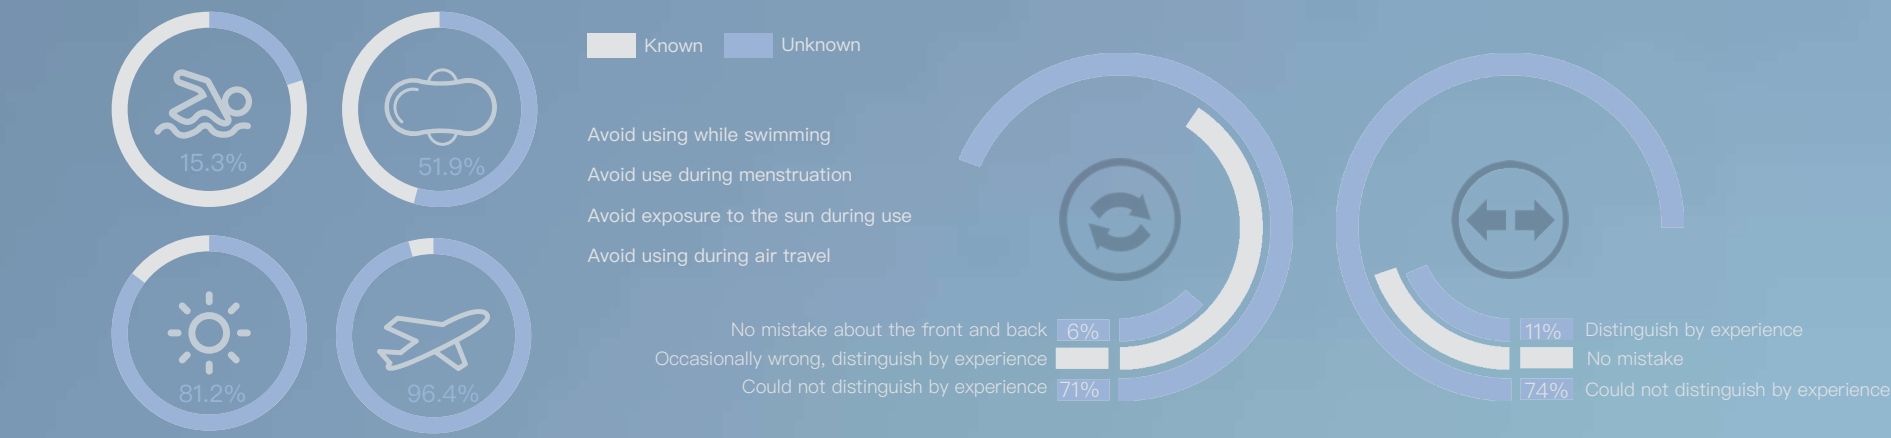 Known Unknown
15.3%
51.9%
81.2%
96.4%
Avoid using while swimming
Avoid use during menstruation
Avoid exposure to the sun during use
Avoid using during air travel
No mistake about the front and back 6%
Occasionally wrong, distinguish by experience
Could not distinguish by experience 71%
11% Distinguish by experience
No mistake
74% Could not distinguish by experience